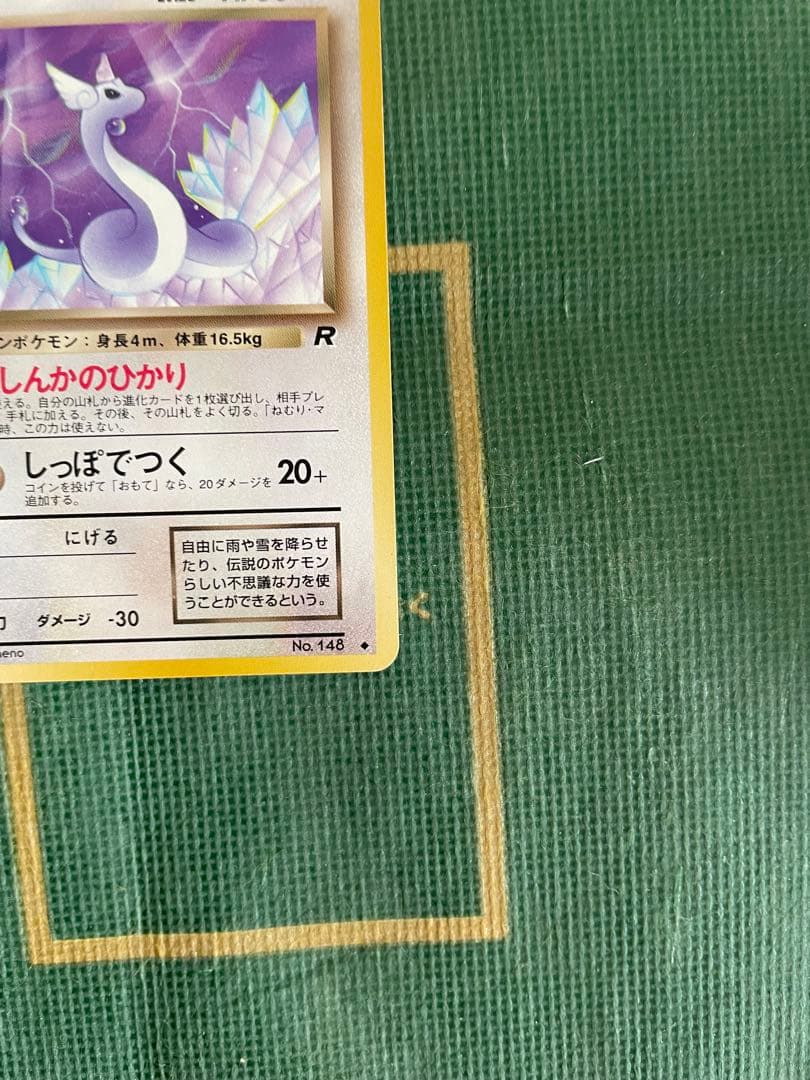 ンポケモン：身長4m、体重16.5kg R
しんかのひかり
える。自分の山札から進化カードを1枚選び出し、相手プレ
手札に加える。その後、その山札をよく切る。「ねむり・マ
時、この力は使えない。
しっぽでつく 20+
コインを投げて「おもて」なら、20ダメージを
追加する。
にげる
自由に雨や雪を降らせ
たり、伝説のポケモン
らしい不思議な力を使
うことができるという。
ダメージ -30
eno No. 148 ◆
く